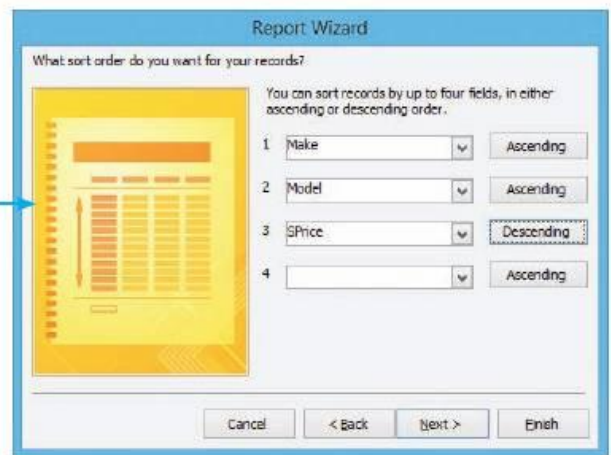 Report Wizard
What sort order do you want for your records?
You can sort records by up to four fields, in either
ascending or descending order.
1 Make Ascending
2 Model Ascending
3 SPrice Descending
4 Ascending
Cancel < Back Next > Finish